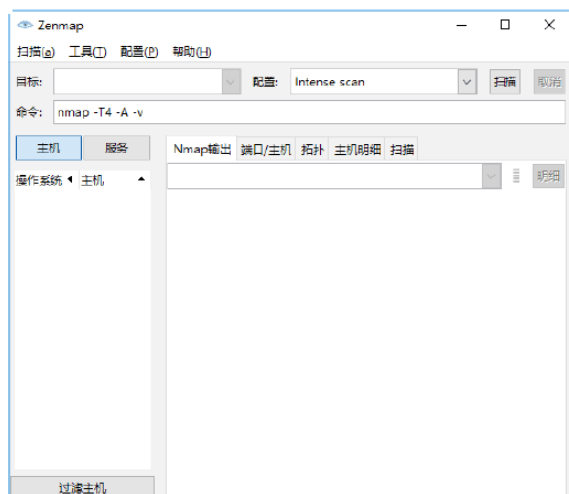 Zenmap
扫描(a) 工具(T) 配置(P) 帮助(H)
目标: 配置: Intense scan 扫描 取消
命令: nmap -T4 -A -v
主机 服务 Nmap输出 端口/主机 拓扑 主机明细 扫描
操作系统 主机 明细
过滤主机